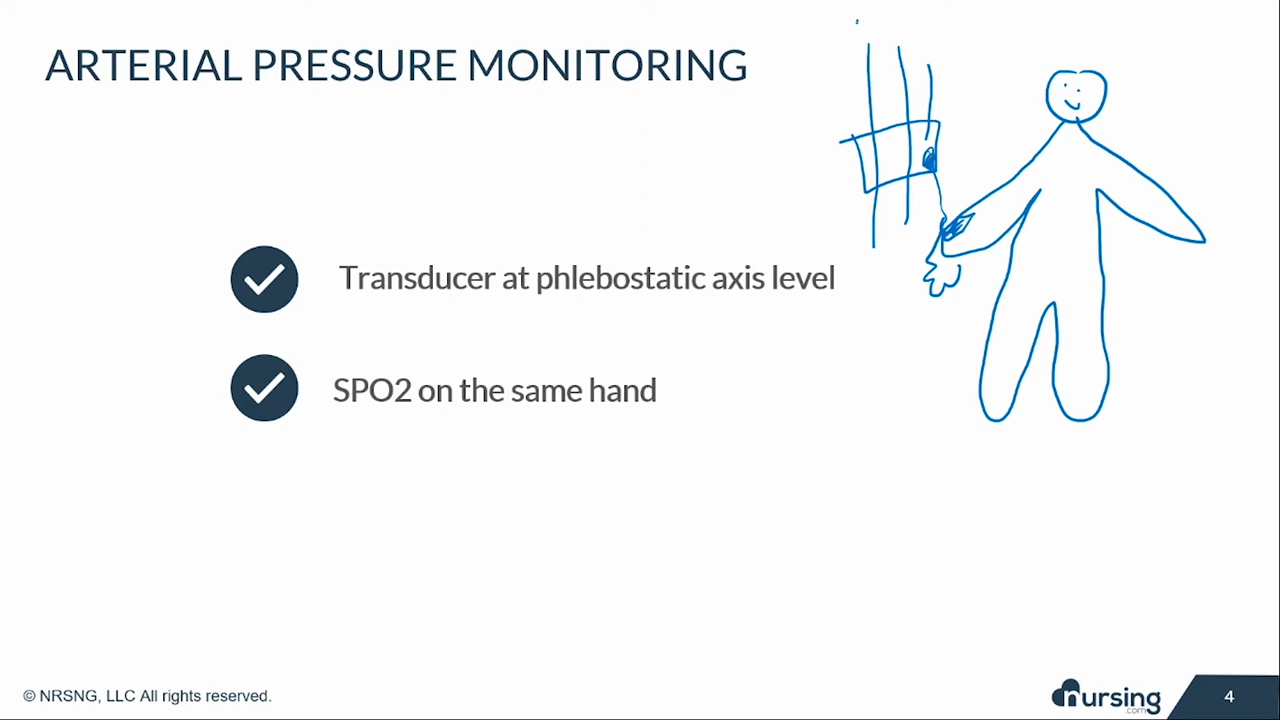 ARTERIAL PRESSURE MONITORING
Transducer at phlebostatic axis level
SPO2 on the same hand
© NRSNG, LLC All rights reserved.
nursing
.com
4